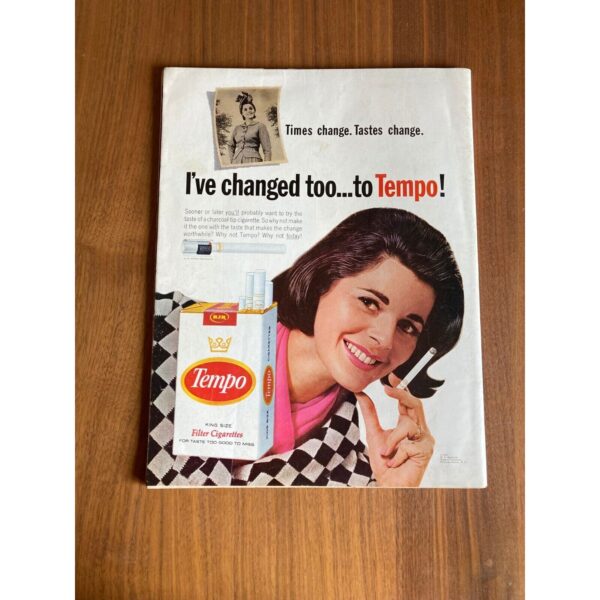 Times change. Tastes change.
I've changed too...to Tempo!
Sooner or later you'll probably want to try the
taste of a charcoal tip cigarette. So why not make
it the one with the taste that makes the change
worthwhile? Why not Tempo? Why not today?
RJR
Tempo
Tempo
KING SIZE
Filter Cigarettes
FOR TASTE TOO GOOD TO MISS